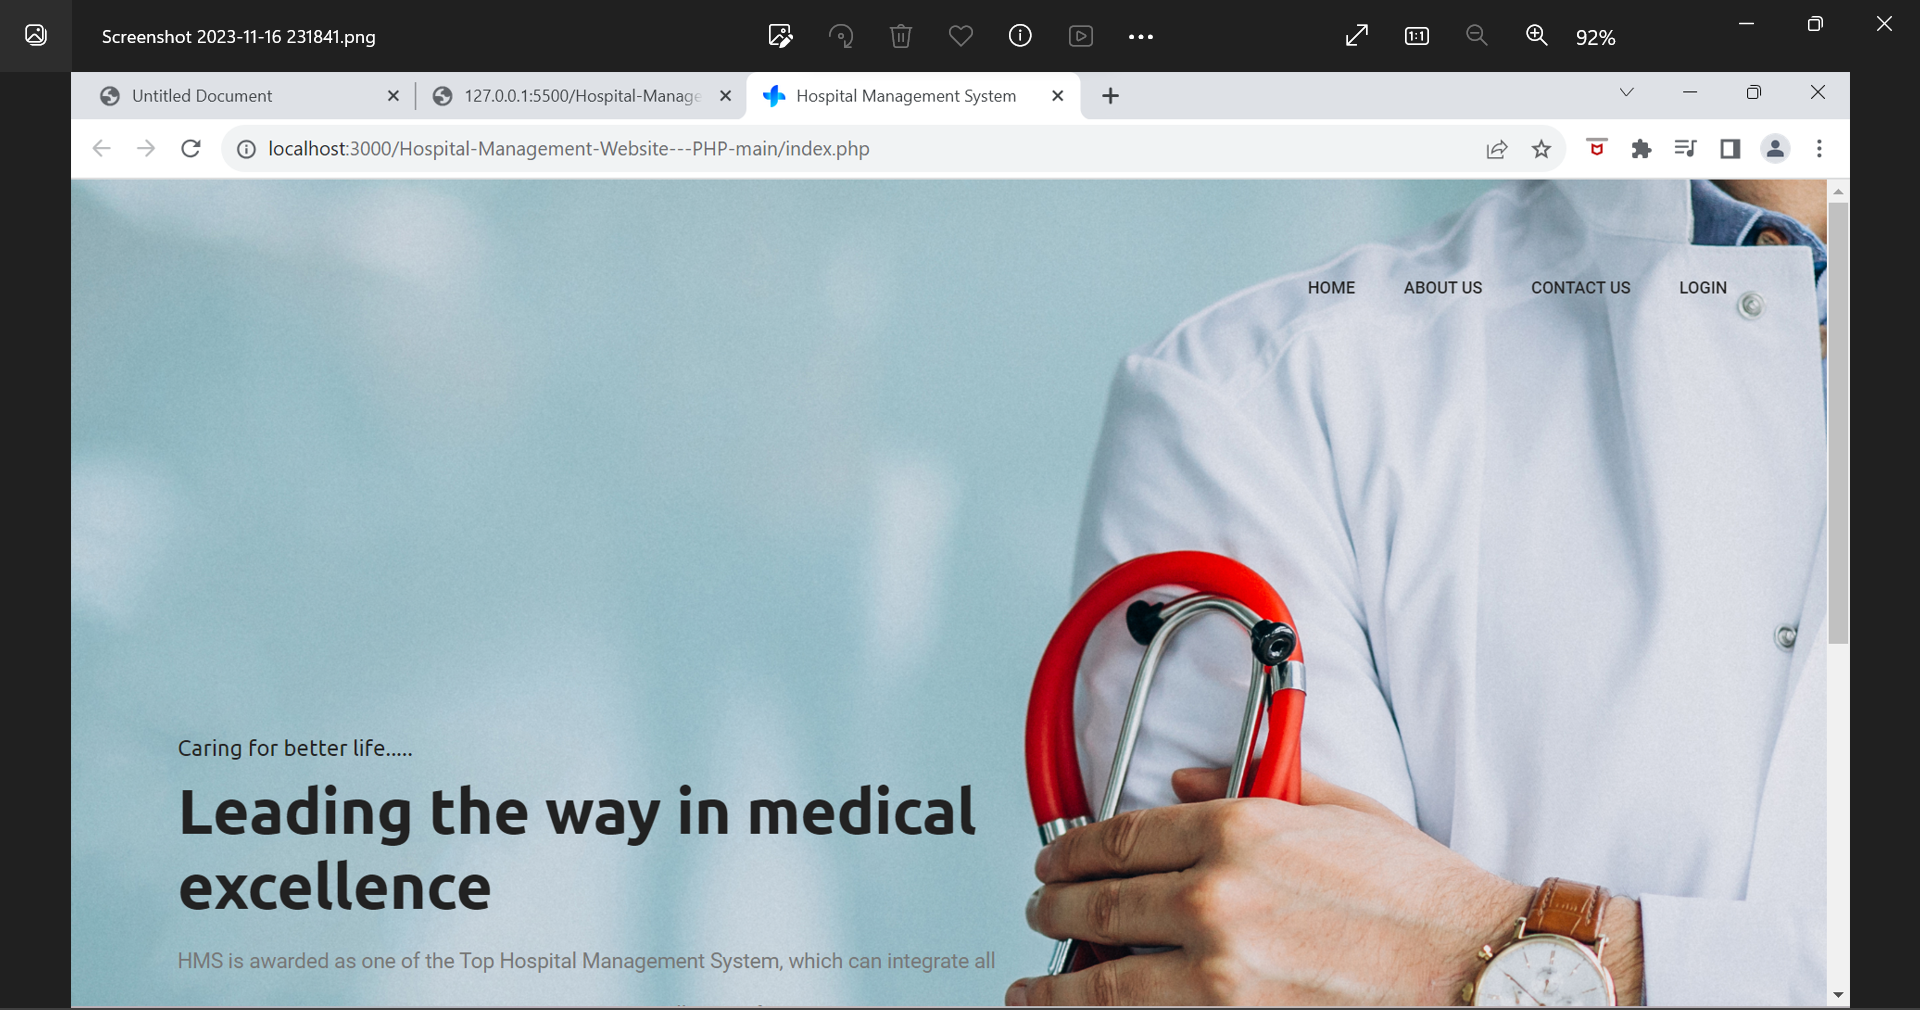 Screenshot 2023-11-16 231841.png
1:1
92%
Untitled Document
127.0.0.1:5500/Hospital-Manage
Hospital Management System
localhost:3000/Hospital-Management-Website---PHP-main/index.php
HOME ABOUT US CONTACT US LOGIN
Caring for better life.....
Leading the way in medical
excellence
HMS is awarded as one of the Top Hospital Management System, which can integrate all